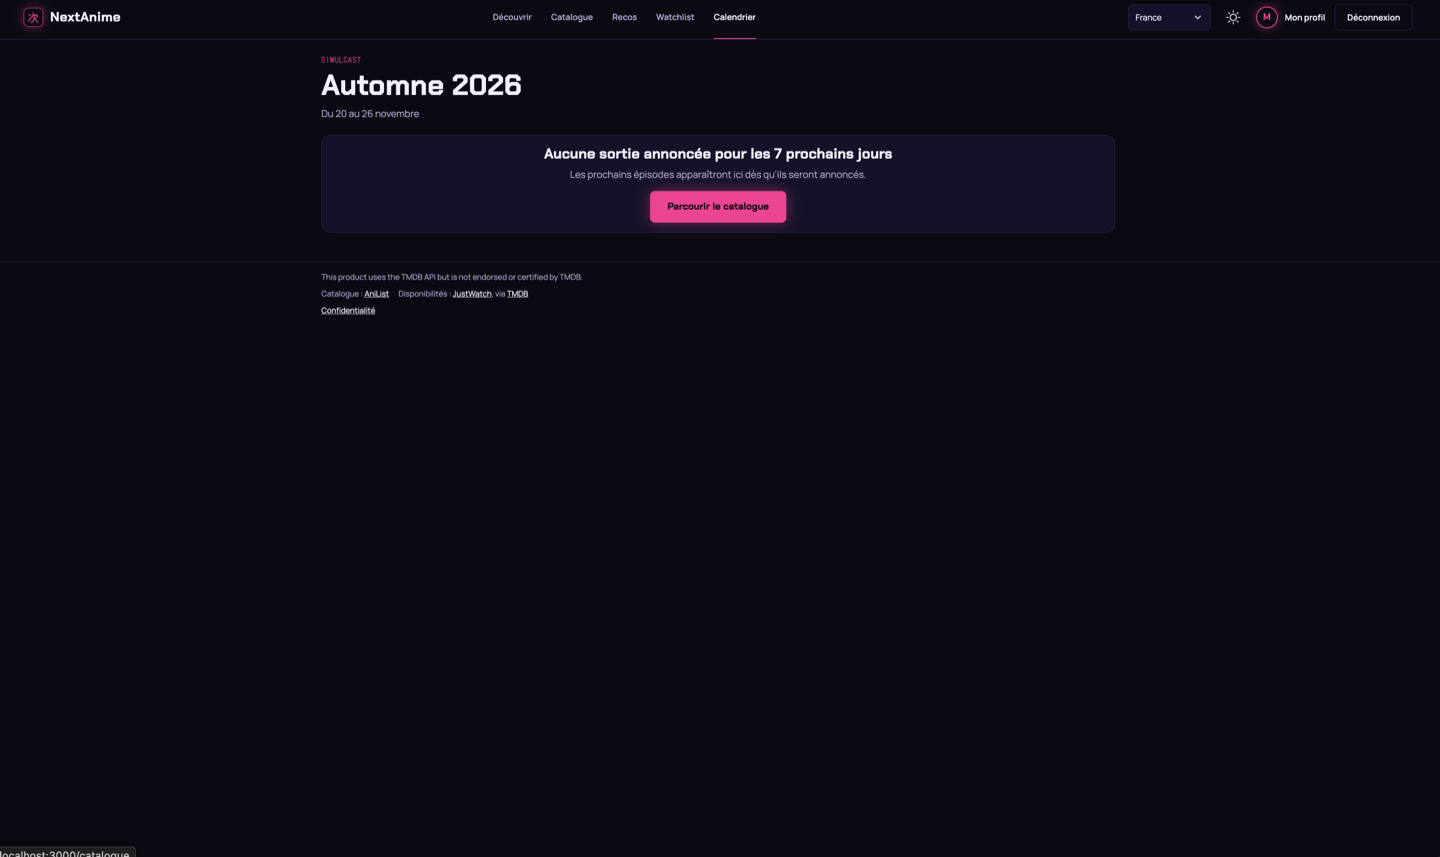 次 NextAnime
Découvrir Catalogue Recos Watchlist Calendrier
France
M Mon profil Déconnexion
SIMULCAST
Automne 2026
Du 20 au 26 novembre
Aucune sortie annoncée pour les 7 prochains jours
Les prochains épisodes apparaîtront ici dès qu'ils seront annoncés.
Parcourir le catalogue
This product uses the TMDB API but is not endorsed or certified by TMDB.
Catalogue : AniList Disponibilités : JustWatch, via TMDB
Confidentialité
localhost:3000/catalogue